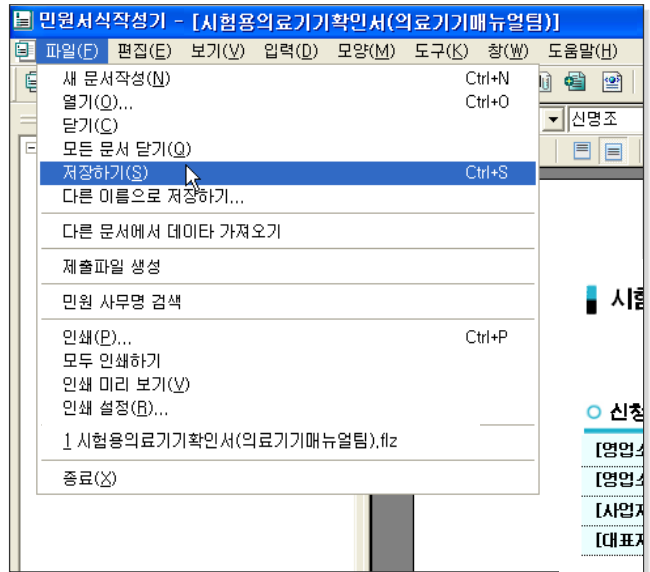 민원서식작성기 - [시험용의료기기확인서(의료기기매뉴얼팀)]
파일(F) 편집(E) 보기(V) 입력(D) 모양(M) 도구(K) 창(W) 도움말(H)
새 문서작성(N) Ctrl+N
열기(O)... Ctrl+O
닫기(C)
신명조
모든 문서 닫기(Q)
저장하기(S) Ctrl+S
다른 이름으로 저장하기...
다른 문서에서 데이타 가져오기
제출파일 생성
민원 사무명 검색
인쇄(P)... Ctrl+P
모두 인쇄하기
인쇄 미리 보기(V)
인쇄 설정(R)...
1 시험용의료기기확인서(의료기기매뉴얼팀).flz
종료(X)
시험
신청
[영업소
[영업소
[사업자
[대표자